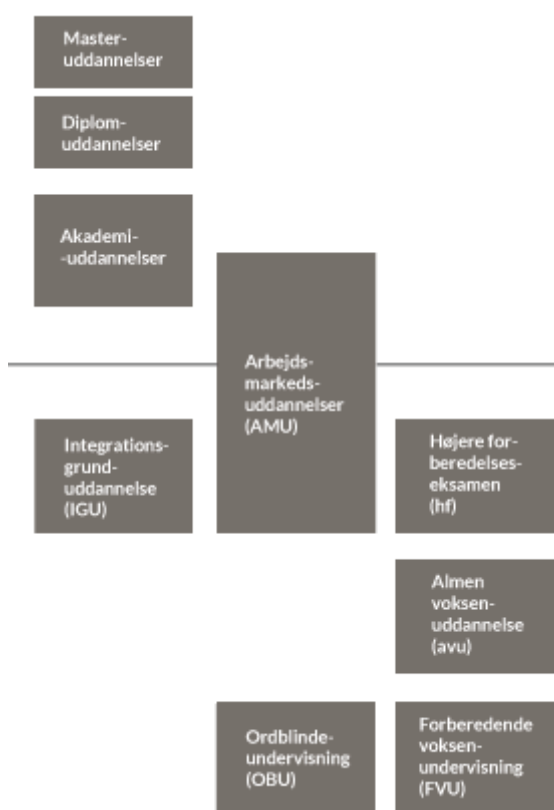 Master-
uddannelser
Diplom-
uddannelser
Akademi-
-uddannelser
Arbejds-
markeds-
uddannelser
(AMU)
Integrations-
grund-
uddannelse
(IGU)
Højere for-
beredelses-
eksamen
(hf)
Almen
voksen-
uddannelse
(avu)
Ordblinde-
undervisning
(OBU)
Forberedende
voksen-
undervisning
(FVU)